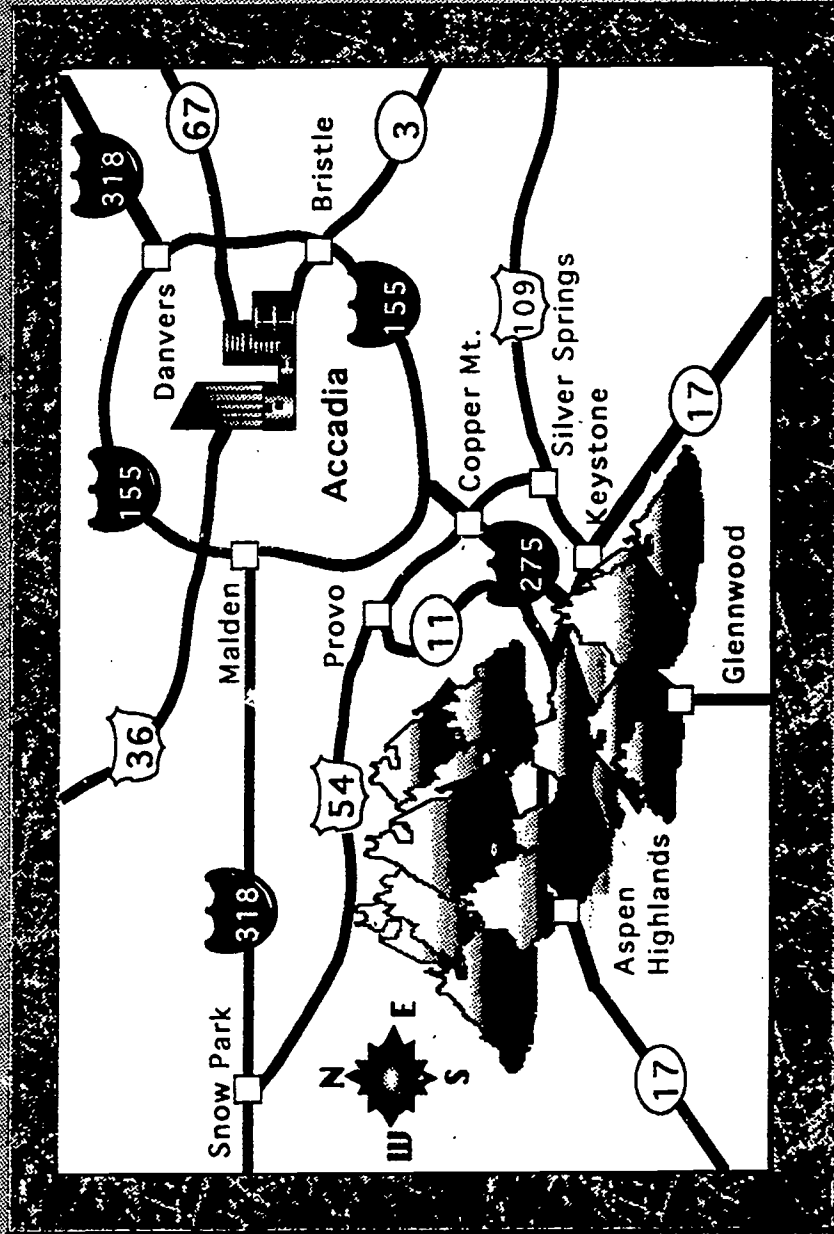 318
155
36
67
Danvers
Snow Park
Malden
318
Bristle
N
Provo
54
Accadia
W
E
155
3
11
S
Copper Mt.
275
109
Silver Springs
Keystone
Aspen
Highlands
17
17
Glennwood